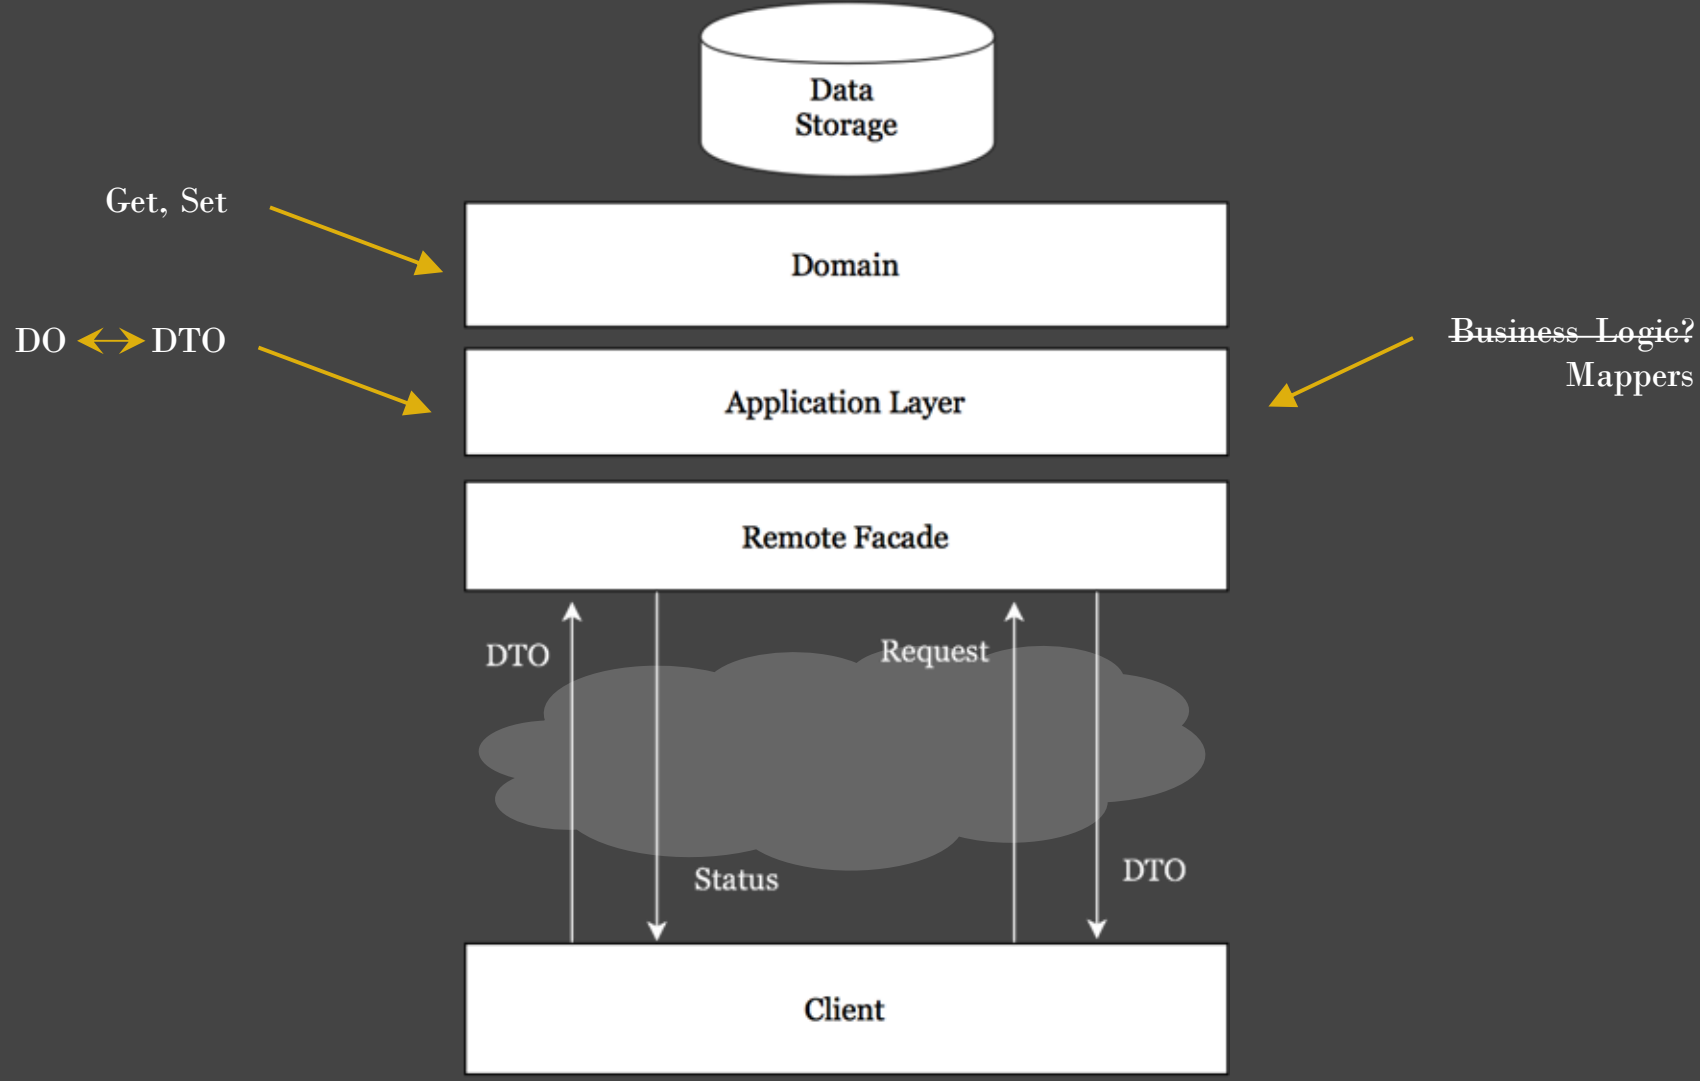 Data
Storage
Get, Set
Domain
DO
DTO
Business Logic?
Mappers
Application Layer
Remote Facade
DTO
Request
Status
DTO
Client